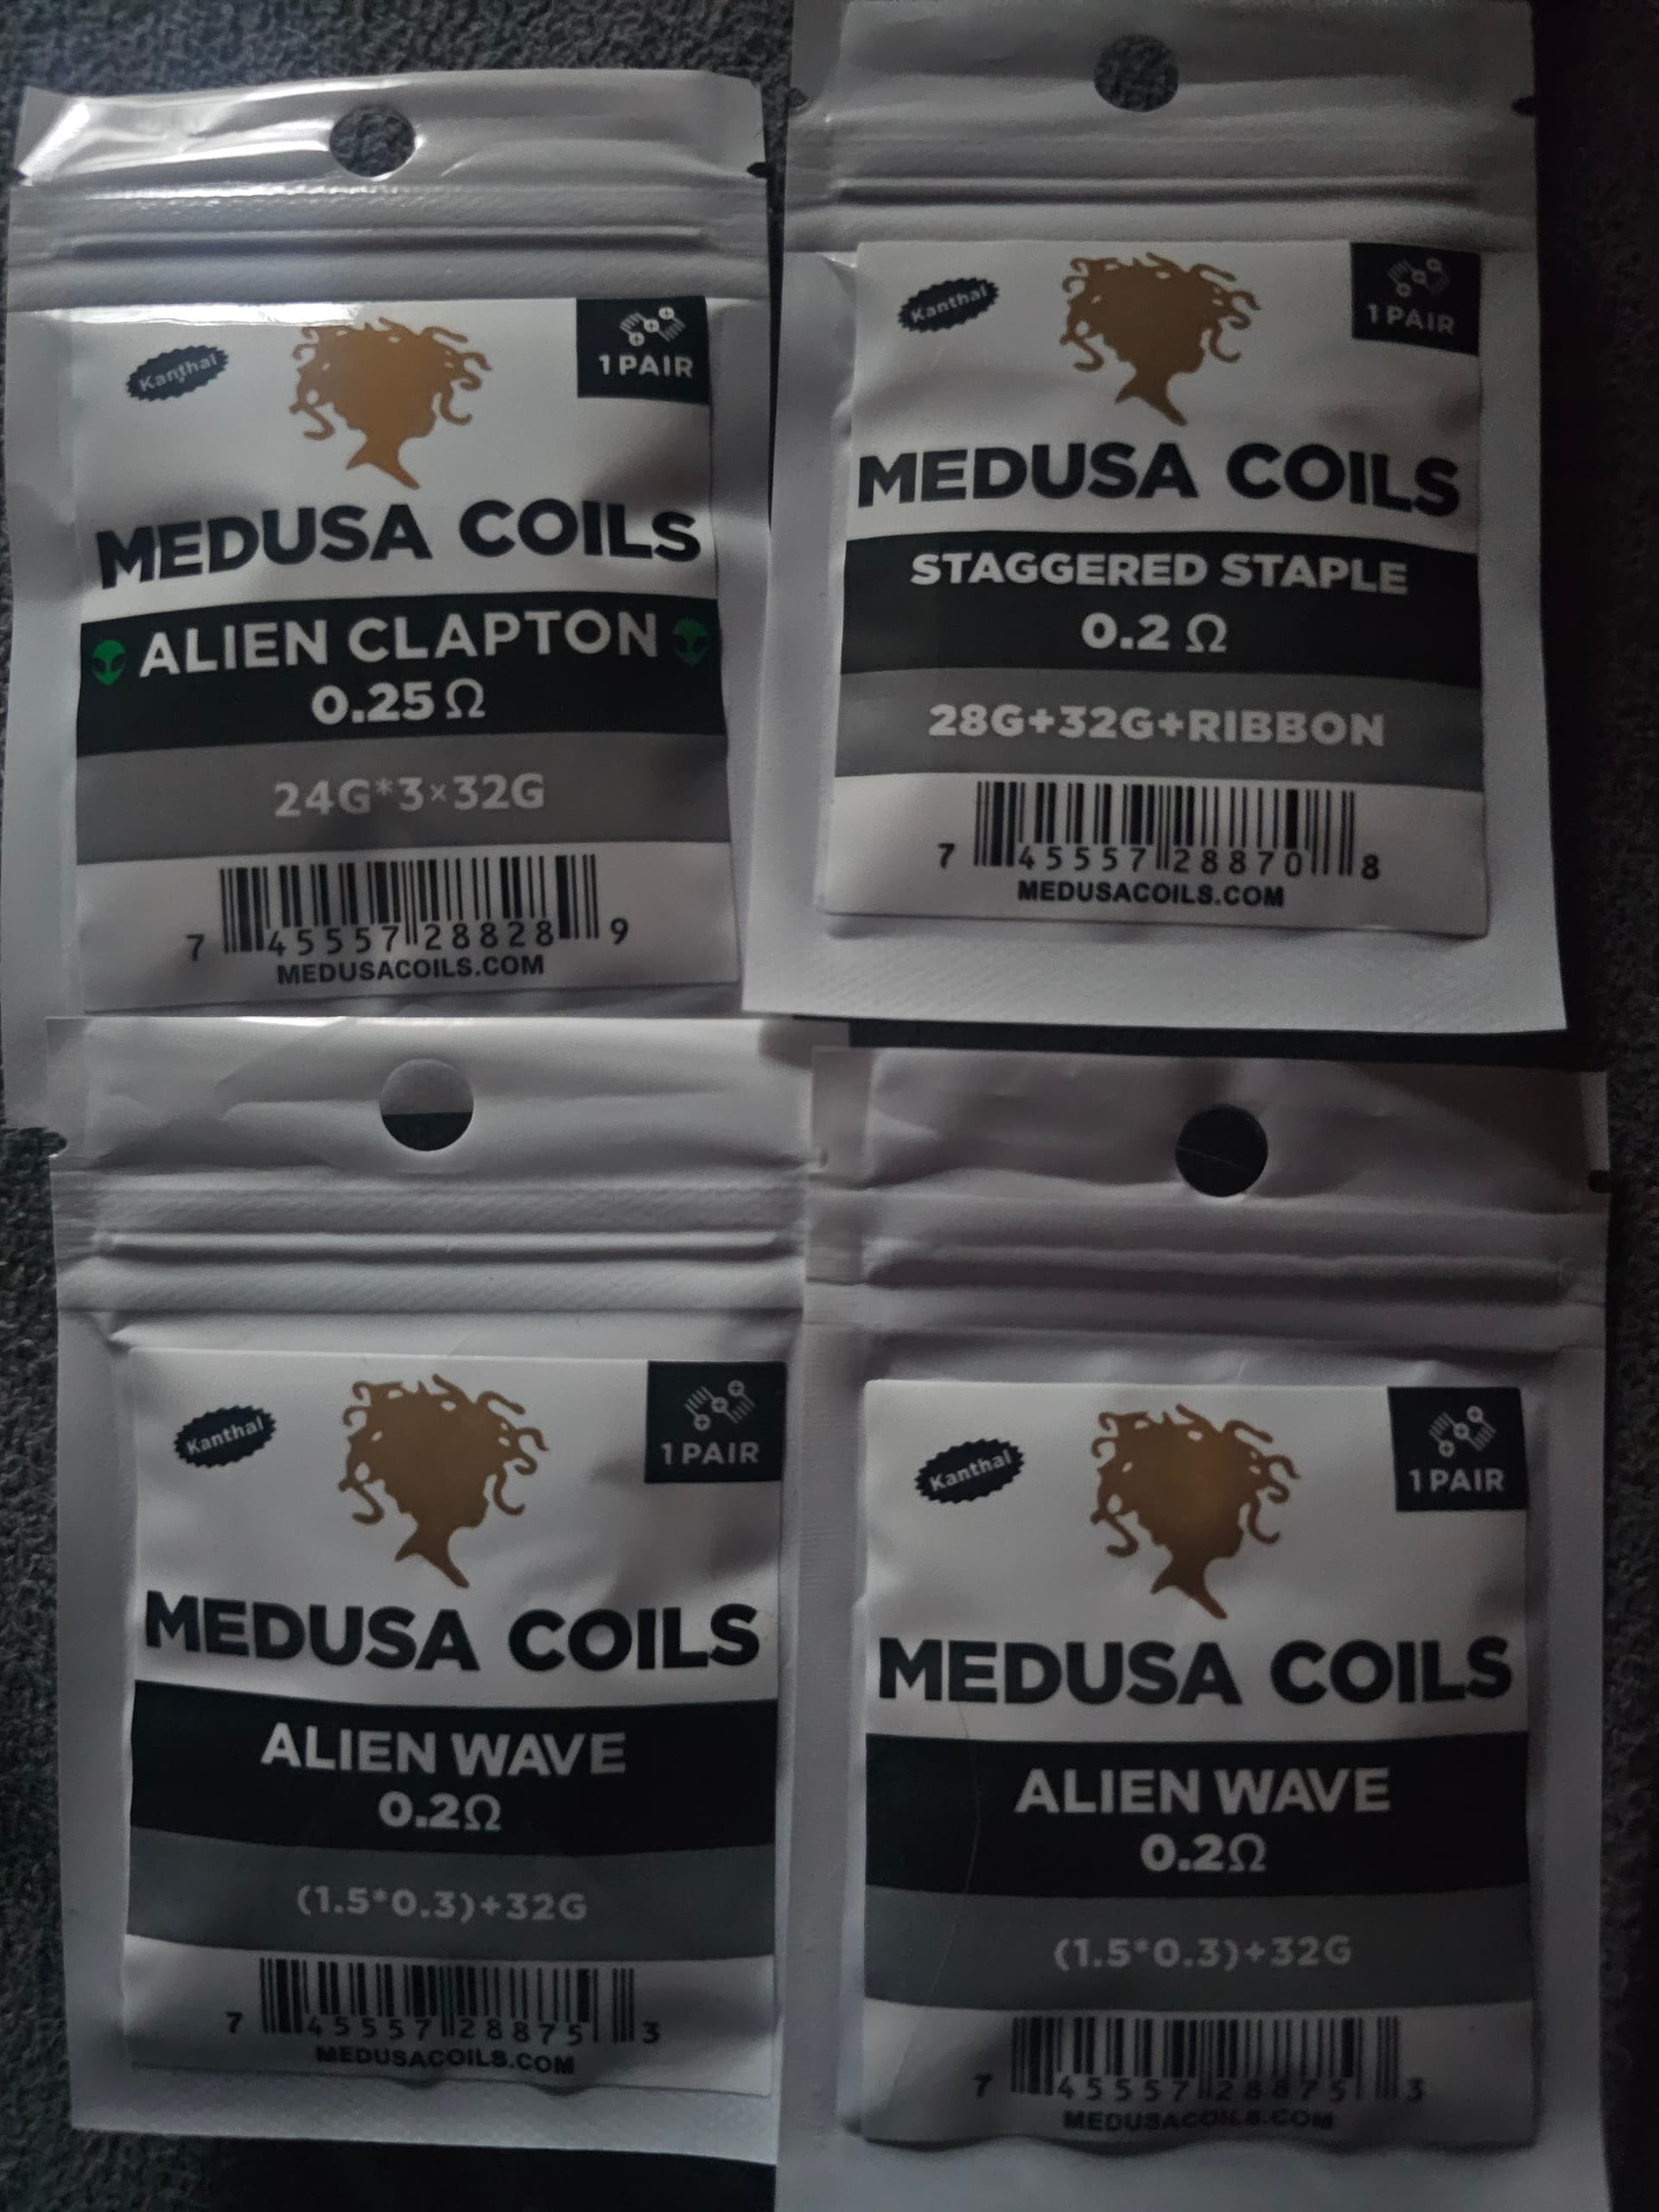 Kanthal
1 PAIR
MEDUSA COILS
ALIEN CLAPTON
0.25 Ω
24G*3×32G
7 45557 28828 9
MEDUSACOILS.COM
Kanthal
1 PAIR
MEDUSA COILS
STAGGERED STAPLE
0.2 Ω
28G+32G+RIBBON
7 45557 28870 8
MEDUSACOILS.COM
Kanthal
1 PAIR
MEDUSA COILS
ALIEN WAVE
0.2Ω
(1.5*0.3)+32G
7 45557 28875 3
MEDUSACOILS.COM
Kanthal
1 PAIR
MEDUSA COILS
ALIEN WAVE
0.2Ω
(1.5*0.3)+32G
7 45557 28875 3
MEDUSACOILS.COM